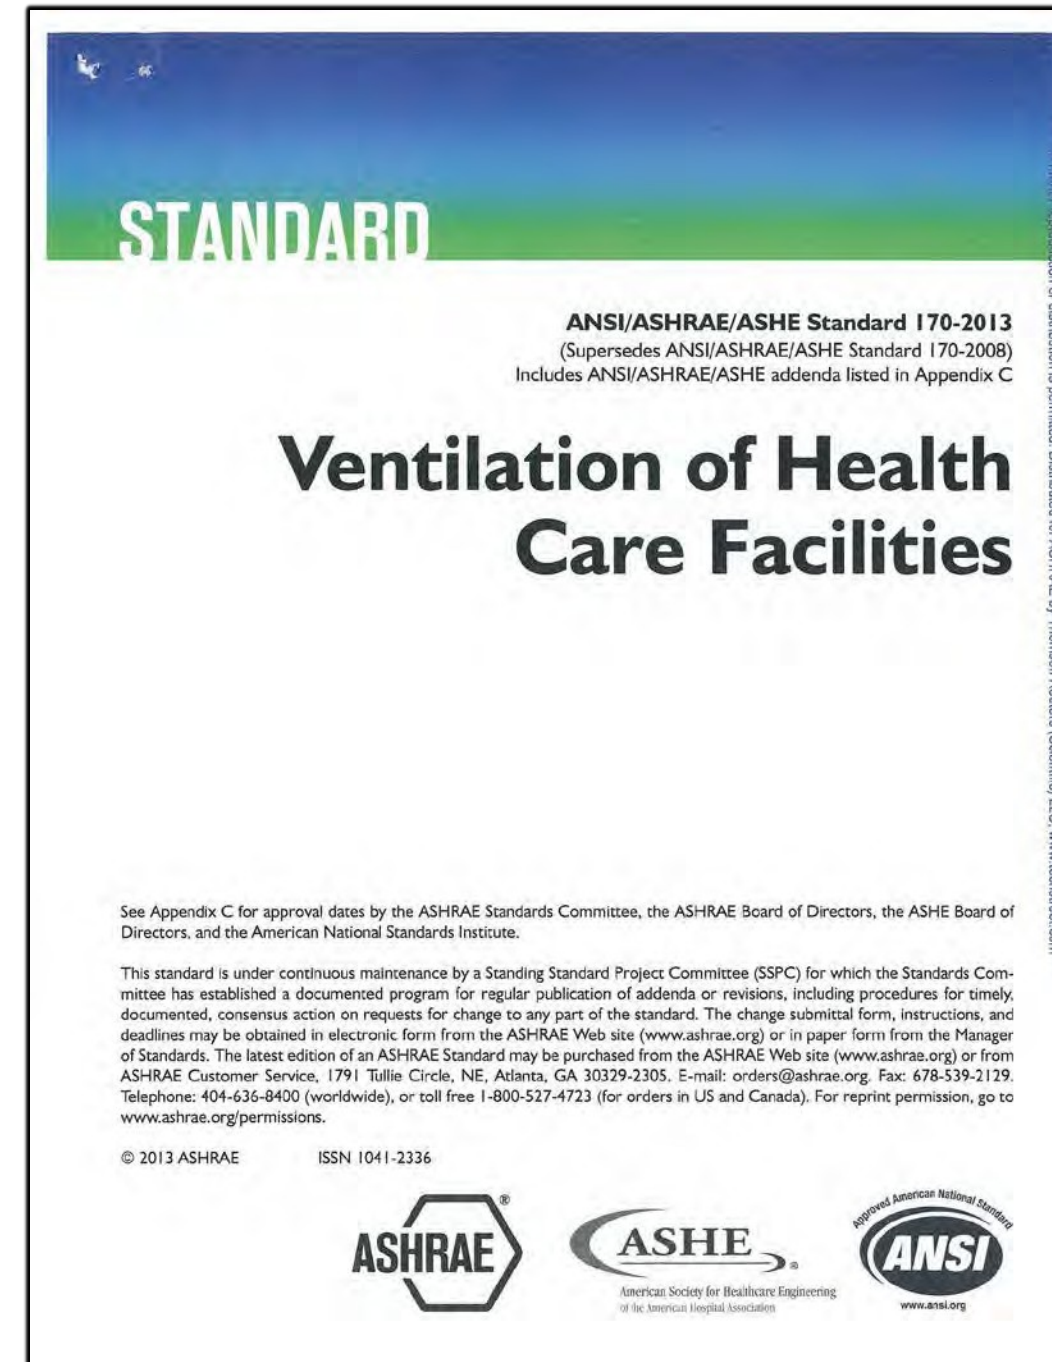 STANDARD
ANSI/ASHRAE/ASHE Standard 170-2013
(Supersedes ANSI/ASHRAE/ASHE Standard 170-2008)
Includes ANSI/ASHRAE/ASHE addenda listed in Appendix C
Ventilation of Health
Care Facilities
See Appendix C for approval dates by the ASHRAE Standards Committee, the ASHRAE Board of Directors, the ASHE Board of
Directors, and the American National Standards Institute.
This standard is under continuous maintenance by a Standing Standard Project Committee (SSPC) for which the Standards Com-
mittee has established a documented program for regular publication of addenda or revisions, including procedures for timely,
documented, consensus action on requests for change to any part of the standard. The change submittal form, instructions, and
deadlines may be obtained in electronic form from the ASHRAE Web site (www.ashrae.org) or in paper form from the Manager
of Standards. The latest edition of an ASHRAE Standard may be purchased from the ASHRAE Web site (www.ashrae.org) or from
ASHRAE Customer Service, 1791 Tullie Circle, NE, Atlanta, GA 30329-2305. E-mail: orders@ashrae.org. Fax: 678-539-2129.
Telephone: 404-636-8400 (worldwide), or toll free 1-800-527-4723 (for orders in US and Canada). For reprint permission, go to
www.ashrae.org/permissions.
© 2013 ASHRAE ISSN 1041-2336
ASHRAE®
ASHE®
American Society for Healthcare Engineering
of the American Hospital Association
Approved American National Standard
ANSI
www.ansi.org